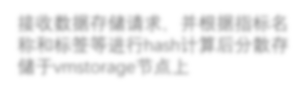 接收数据存储请求，并根据指标名
称和标签等进行hash计算后分散存
储于vmstorage节点上